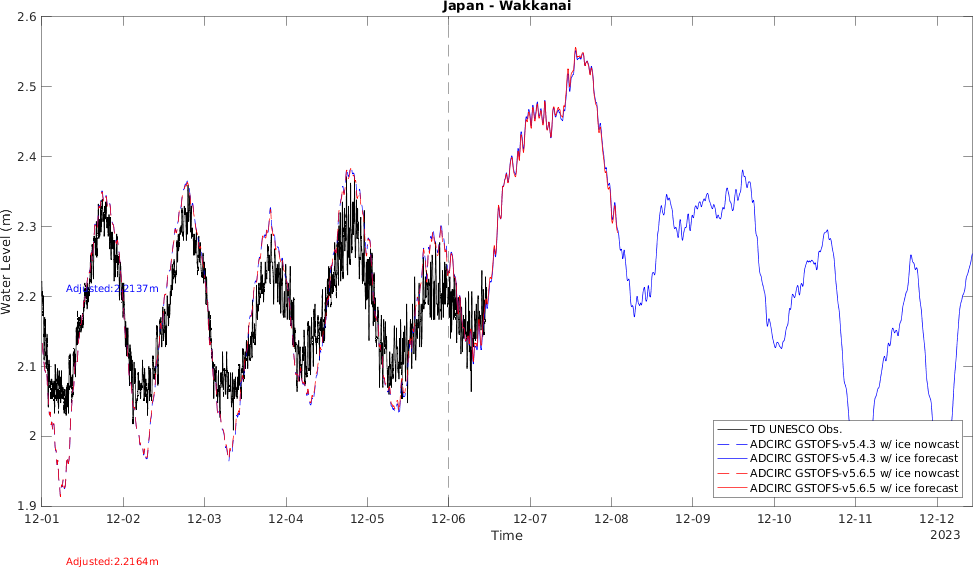 Japan - Wakkanai
2.6
2.5
2.4
2.3
2.2
2.1
2
1.9
Water Level (m)
Adjusted:2.2137m
TD UNESCO Obs.
ADCIRC GSTOFS-v5.4.3 w/ ice nowcast
ADCIRC GSTOFS-v5.4.3 w/ ice forecast
ADCIRC GSTOFS-v5.6.5 w/ ice nowcast
ADCIRC GSTOFS-v5.6.5 w/ ice forecast
12-01 12-02 12-03 12-04 12-05 12-06 12-07 12-08 12-09 12-10 12-11 12-12
Time
2023
Adjusted:2.2164m